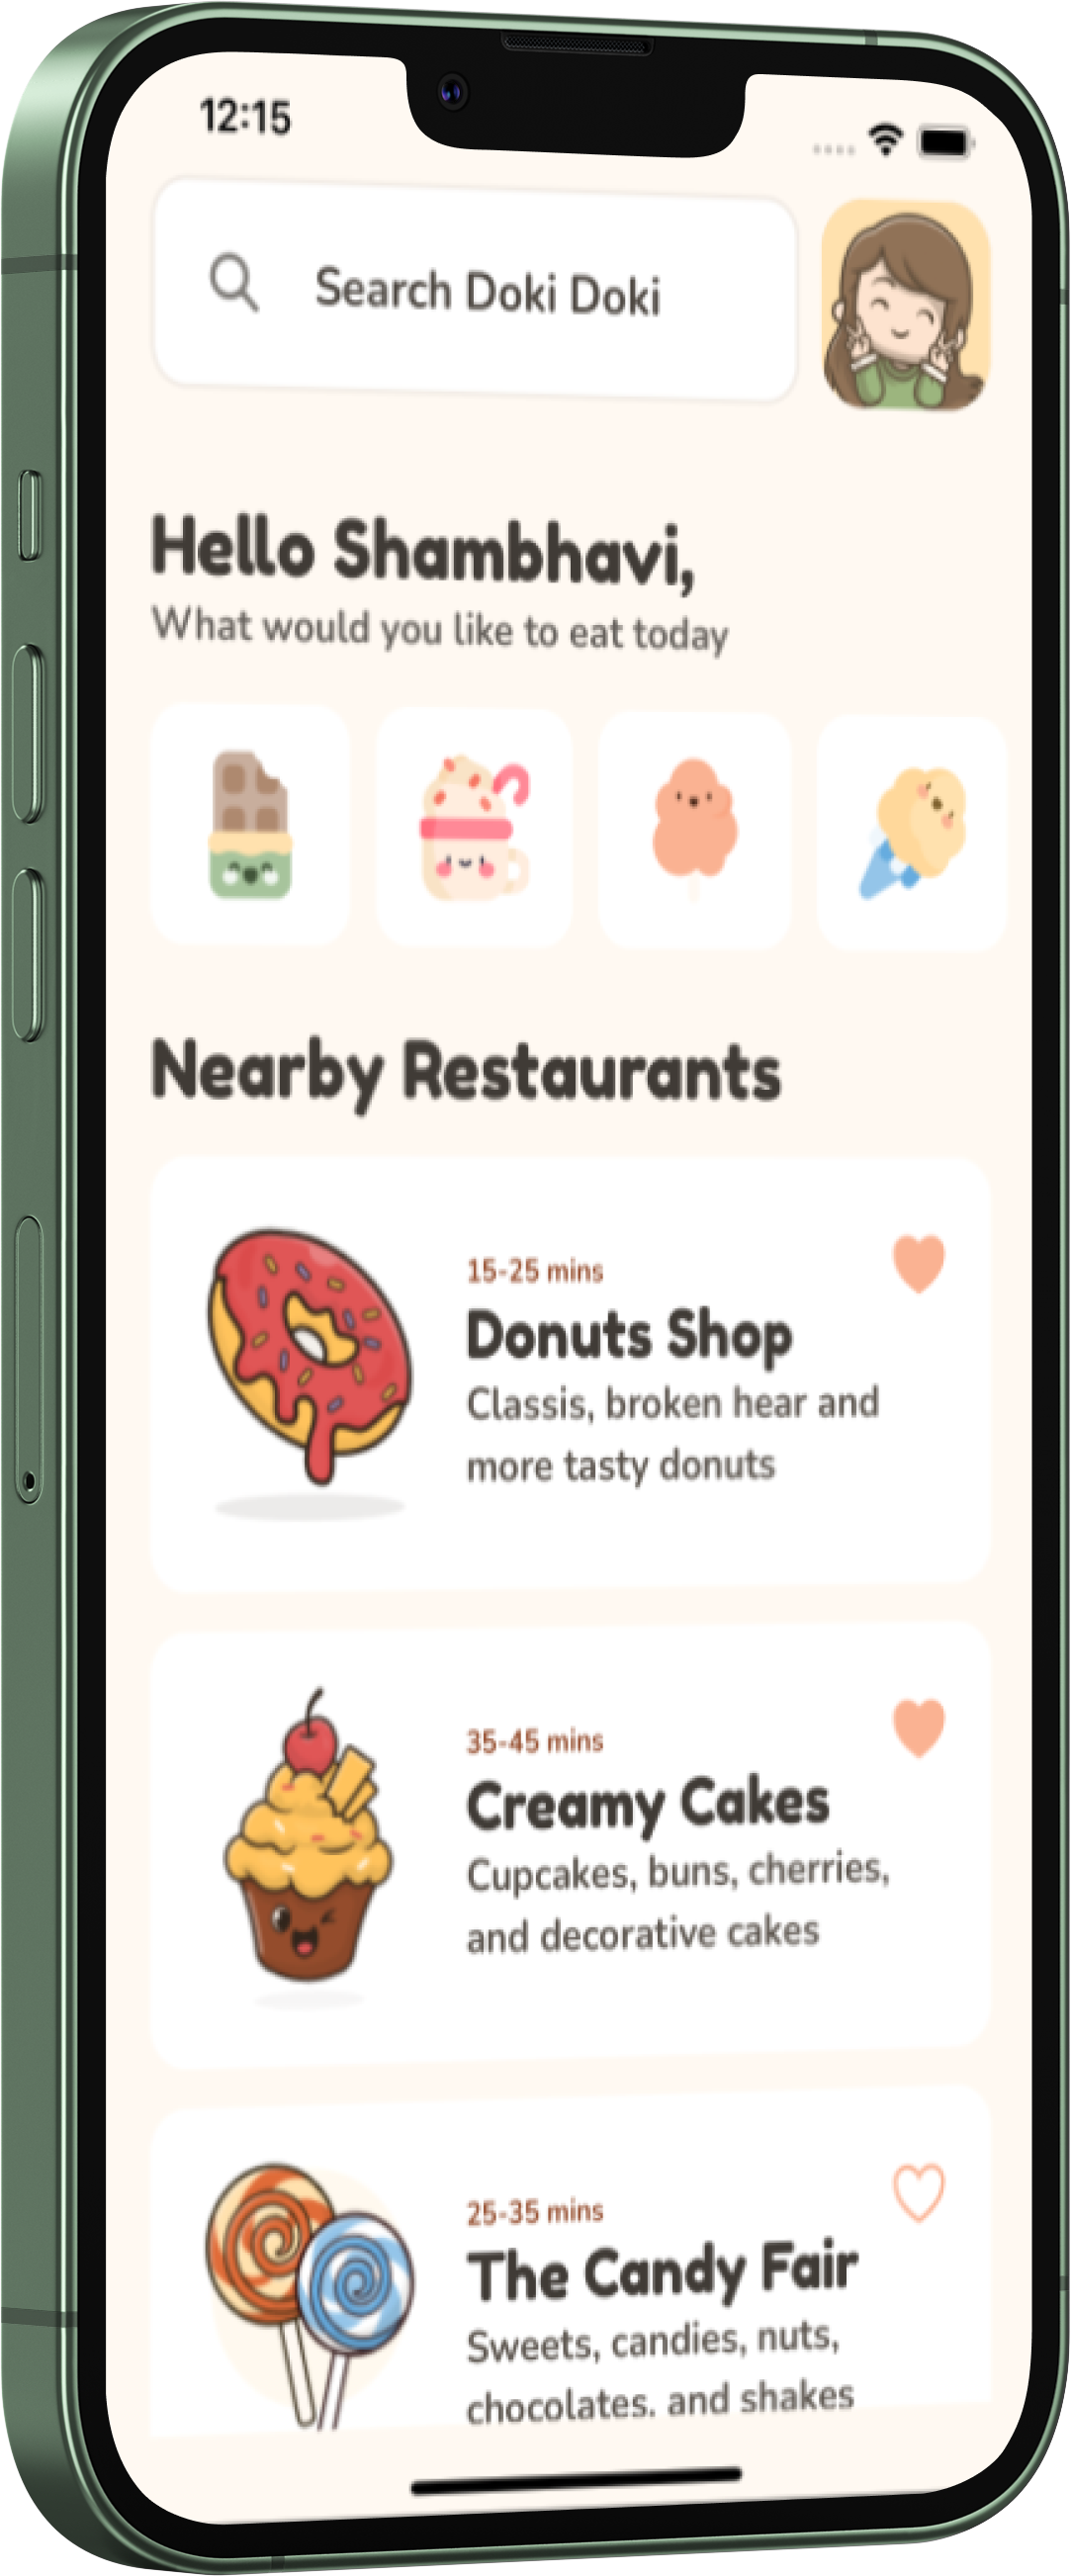 12:15
Search Doki Doki
Hello Shambhavi,
What would you like to eat today
Nearby Restaurants
15-25 mins
Donuts Shop
Classis, broken hear and
more tasty donuts
35-45 mins
Creamy Cakes
Cupcakes, buns, cherries,
and decorative cakes
25-35 mins
The Candy Fair
Sweets, candies, nuts,
chocolates. and shakes